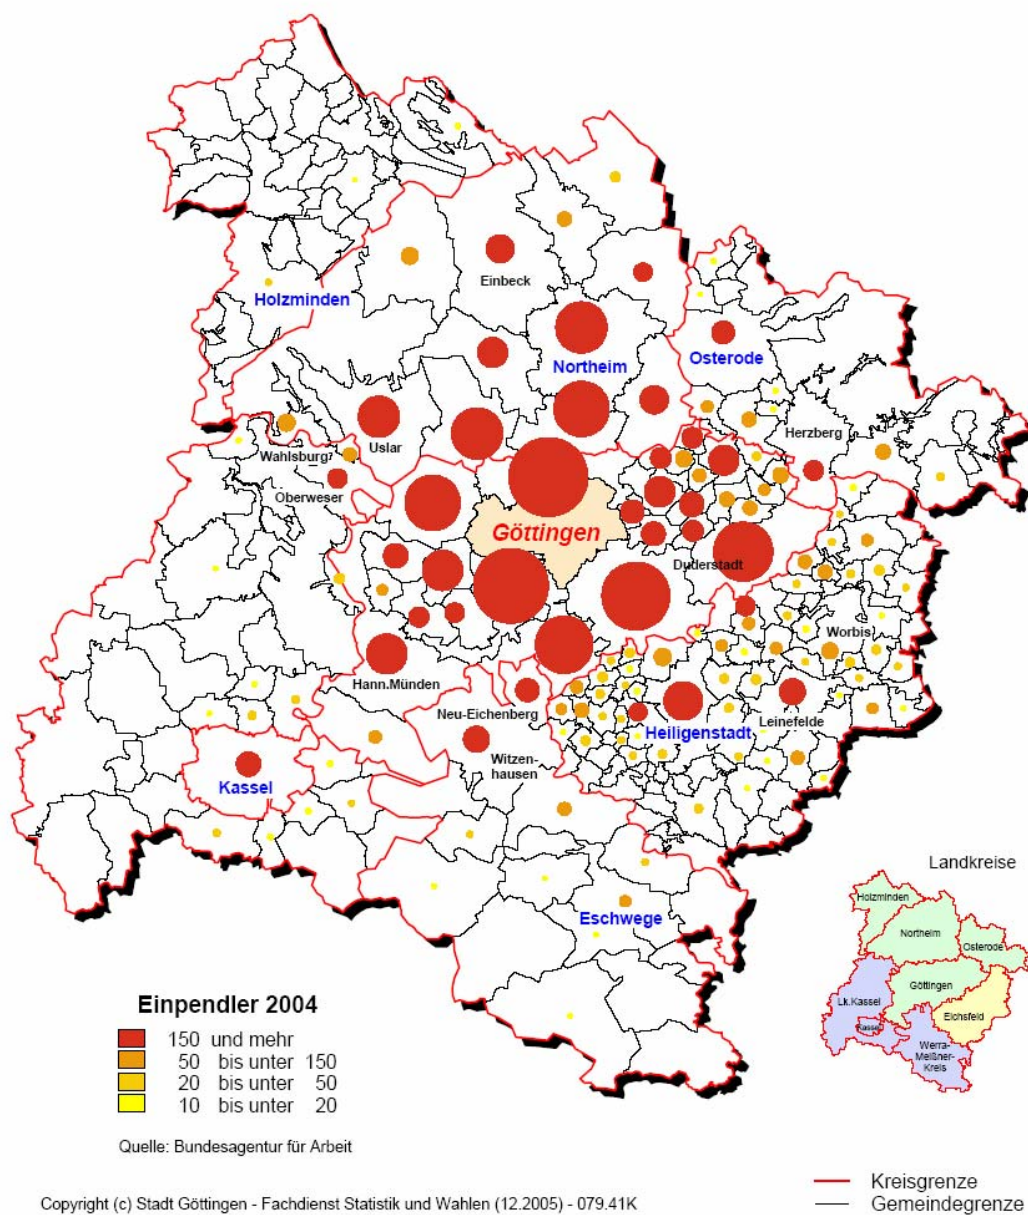 Einbeck
Holzminden
Northeim
Osterode
Uslar
Herzberg
Wahlsburg
Oberweser
Göttingen
Duderstadt
Worbis
Hann.Münden
Neu-Eichenberg
Leinefelde
Heiligenstadt
Witzen-
hausen
Kassel
Eschwege
Landkreise
Holzminden
Northeim
Osterode
Göttingen
Lk.Kassel
Eichsfeld
Kassel
Werra-
Meißner-
Kreis
Einpendler 2004
150 und mehr
50 bis unter 150
20 bis unter 50
10 bis unter 20
Quelle: Bundesagentur für Arbeit
Kreisgrenze
Gemeindegrenze
Copyright (c) Stadt Göttingen - Fachdienst Statistik und Wahlen (12.2005) - 079.41K